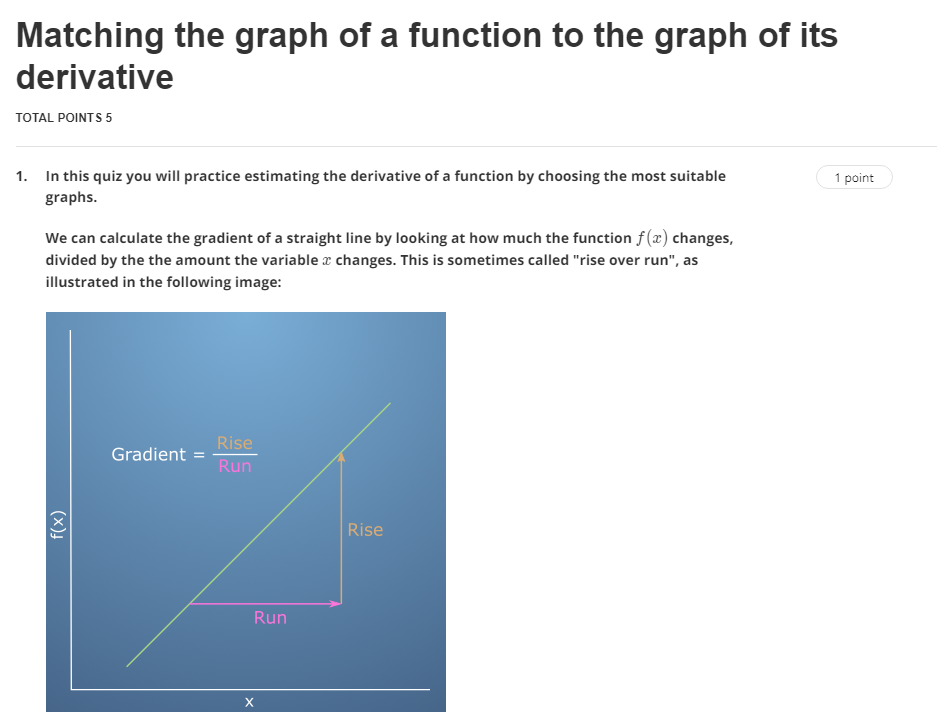 Matching the graph of a function to the graph of its
derivative
TOTAL POINTS 5
1. In this quiz you will practice estimating the derivative of a function by choosing the most suitable
graphs.
1 point
We can calculate the gradient of a straight line by looking at how much the function f(x) changes,
divided by the the amount the variable x changes. This is sometimes called "rise over run", as
illustrated in the following image:
Gradient = Rise
Run
f(x)
Rise
Run
x